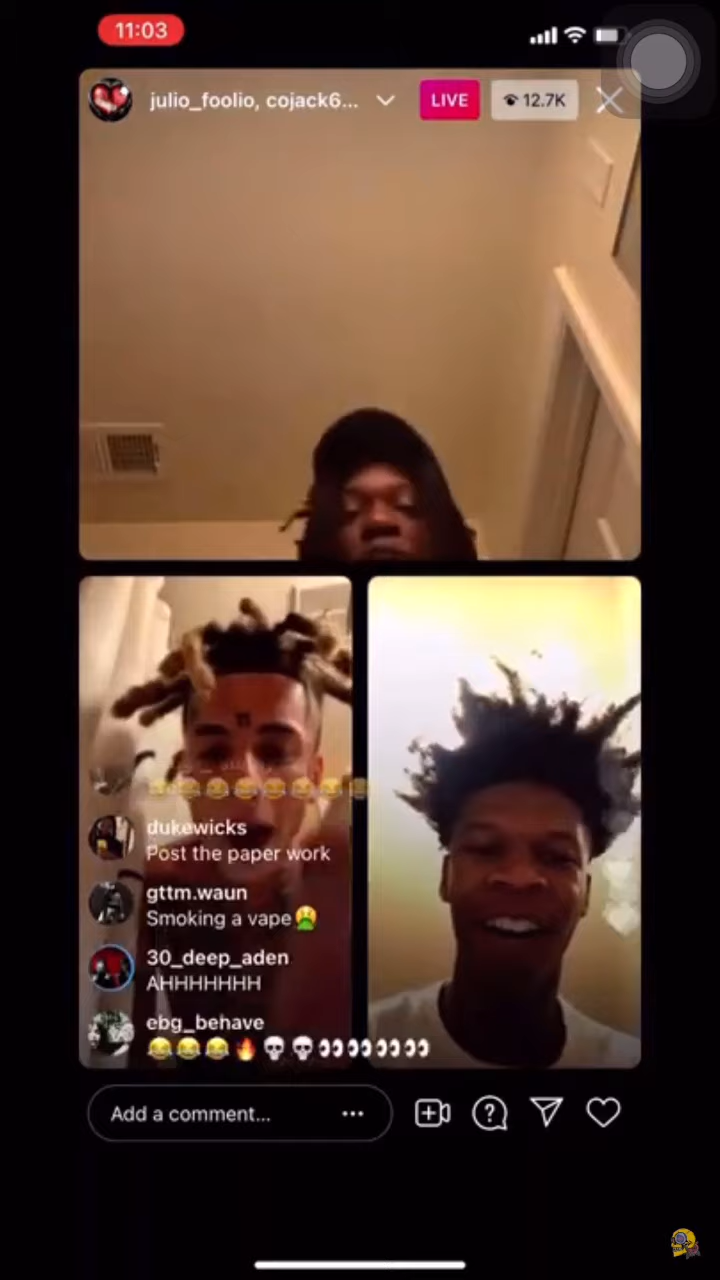 11:03
julio_foolio, cojack6...
LIVE
12.7K
😂😂😂😂😂😂😂😂
dukewicks
Post the paper work
gttm.waun
Smoking a vape🤮
30_deep_aden
AHHHHHHH
ebg_behave
😂😂😂🔥💀💀👀👀👀👀
Add a comment...